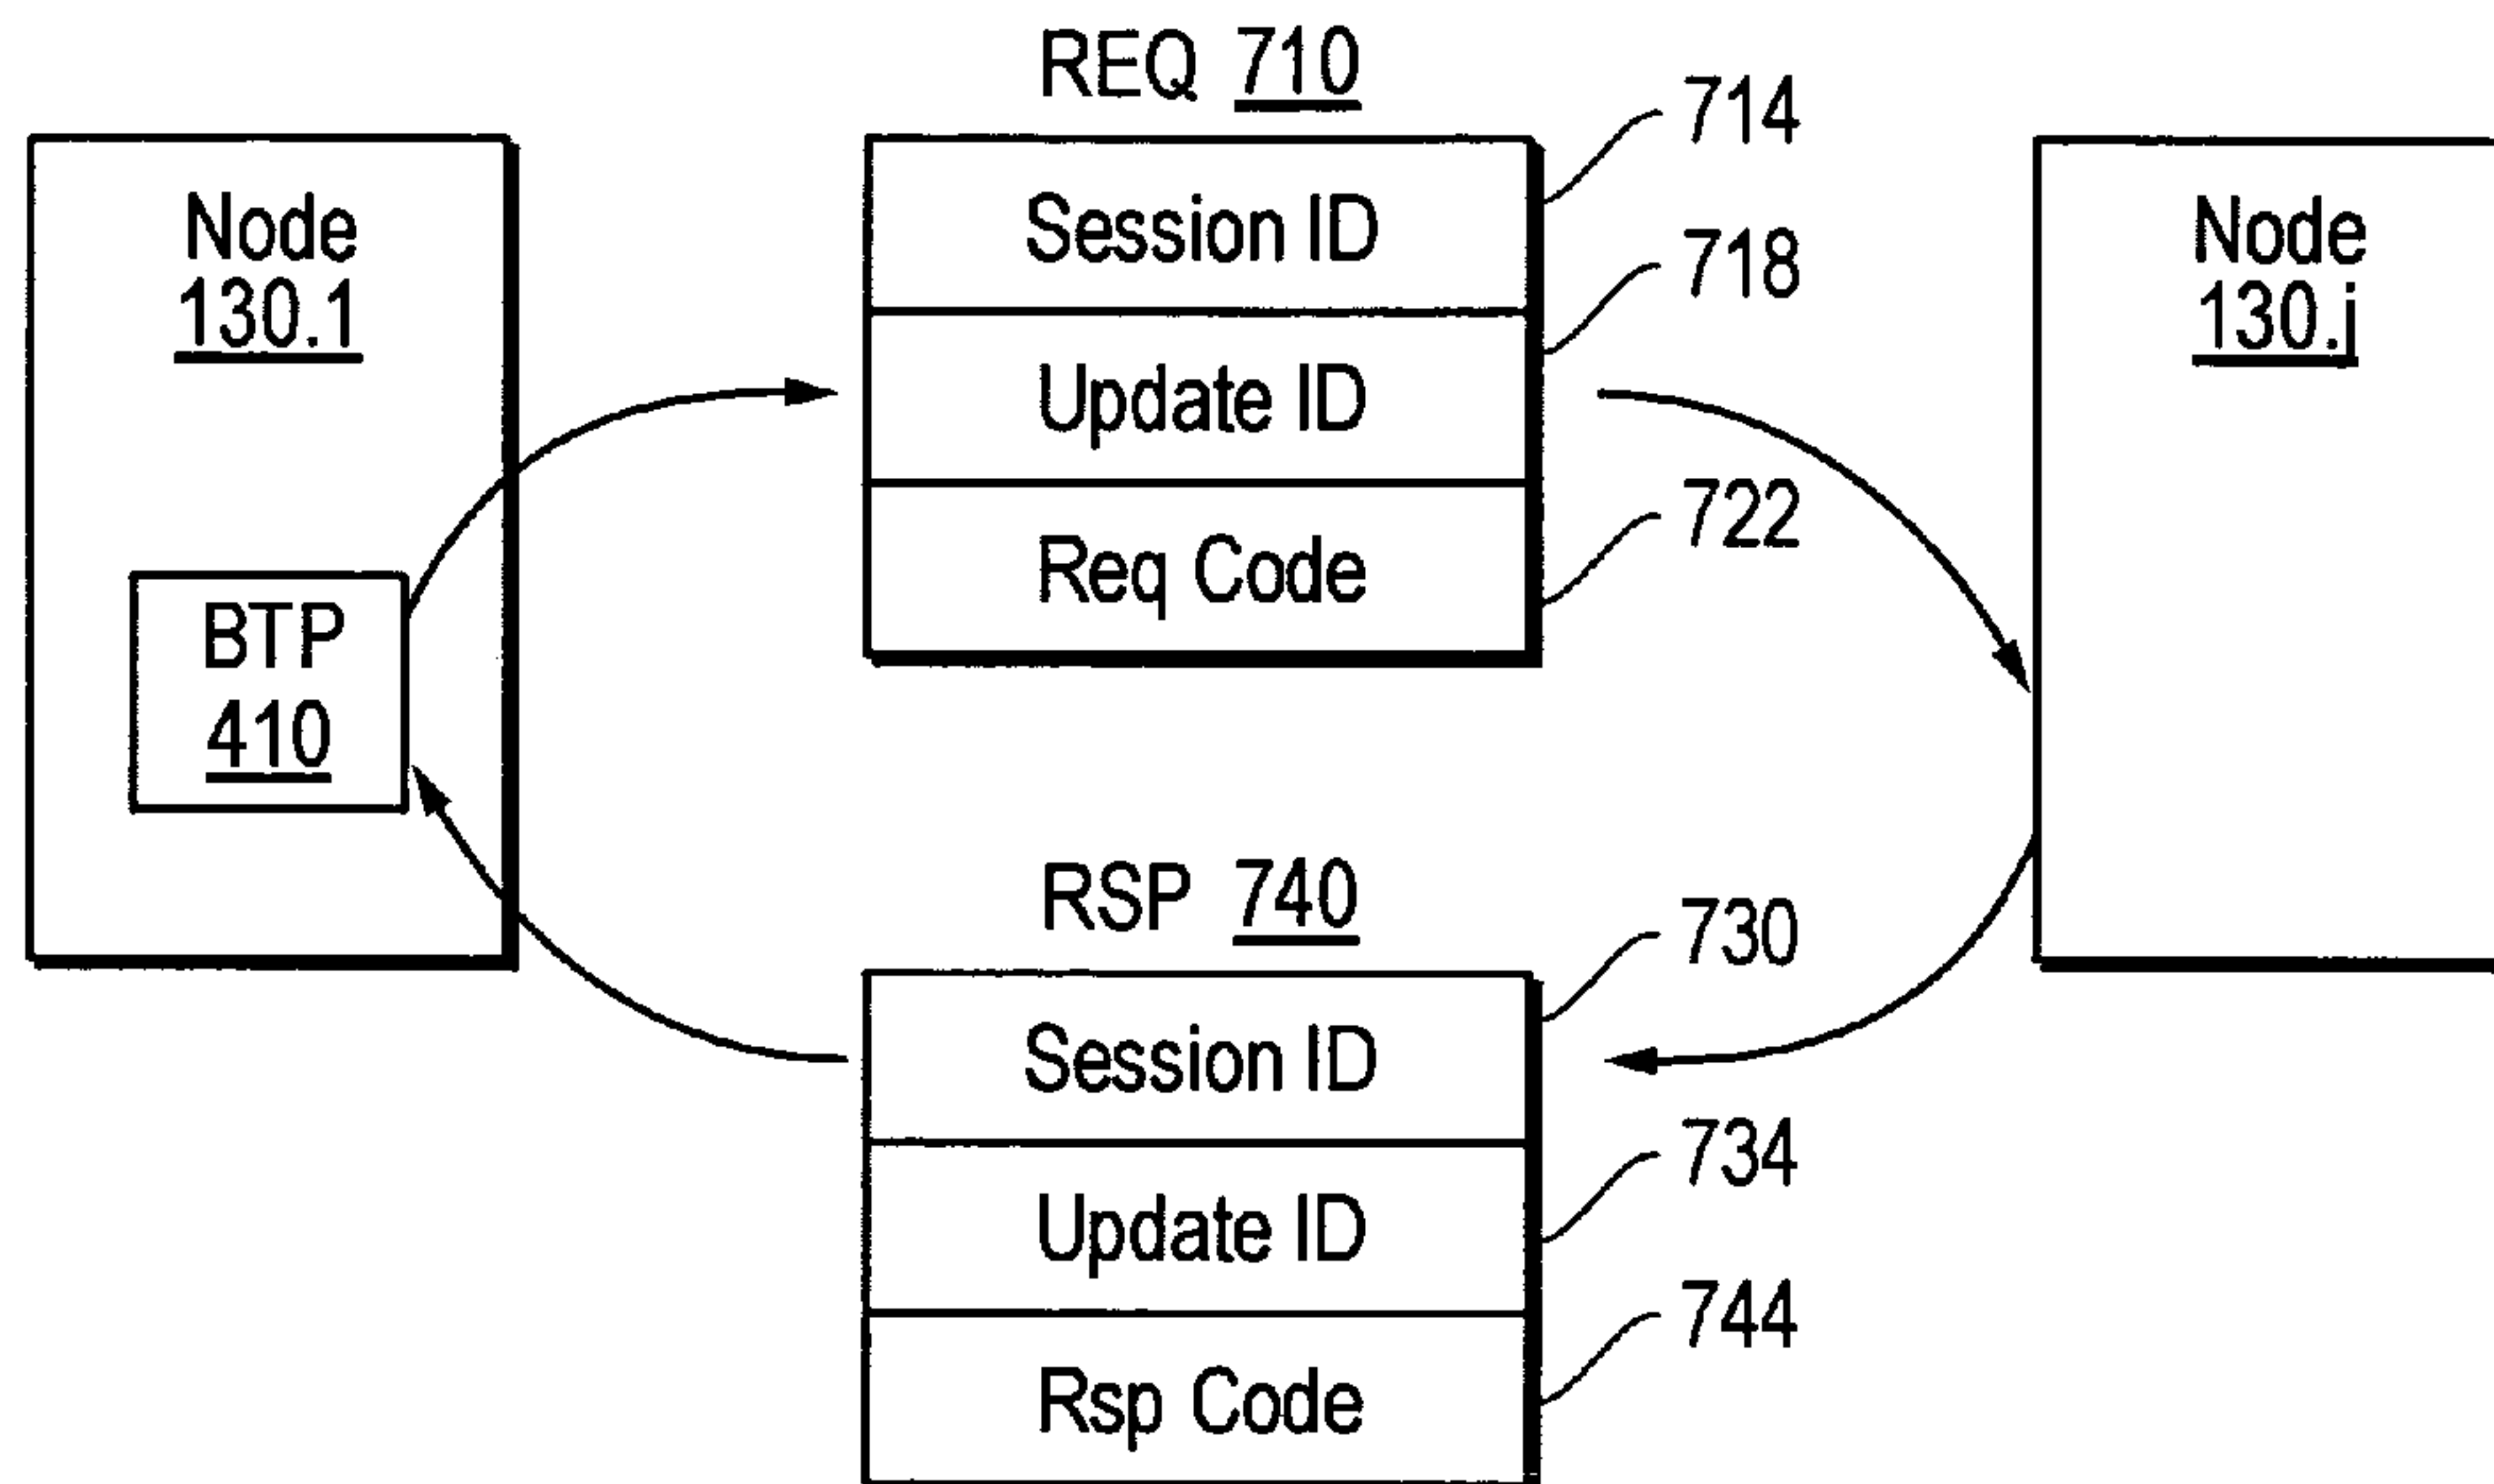 REQ 710
714
Node
130.1
Session ID
718
Node
130.j
Update ID
722
Req Code
BTP
410
RSP 740
730
Session ID
734
Update ID
744
Rsp Code